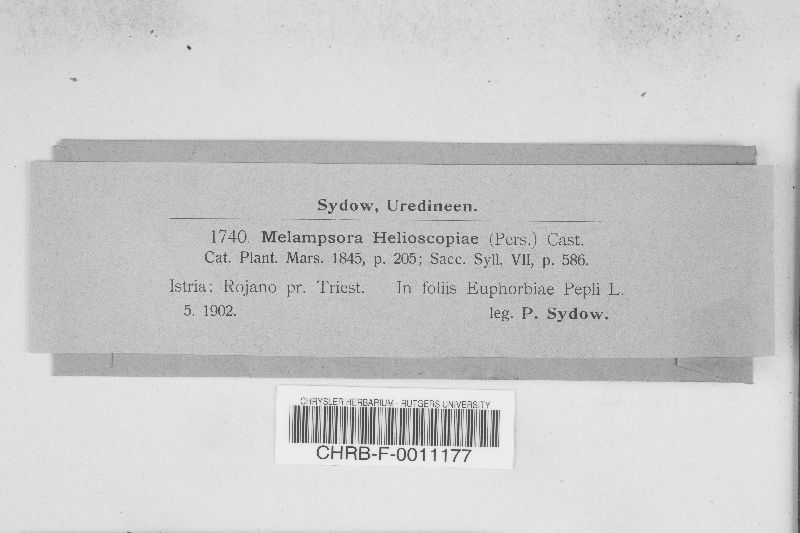 Sydow, Uredineen.
1740. Melampsora Helioscopiae (Pers.) Cast.
Cat. Plant. Mars. 1845, p. 205; Sacc. Syll. VII, p. 586.
Istria: Rojano pr. Triest. In foliis Euphorbiae Pepli L.
5. 1902. leg. P. Sydow.
CHRYSLER HERBARIUM - RUTGERS UNIVERSITY
CHRB-F-0011177